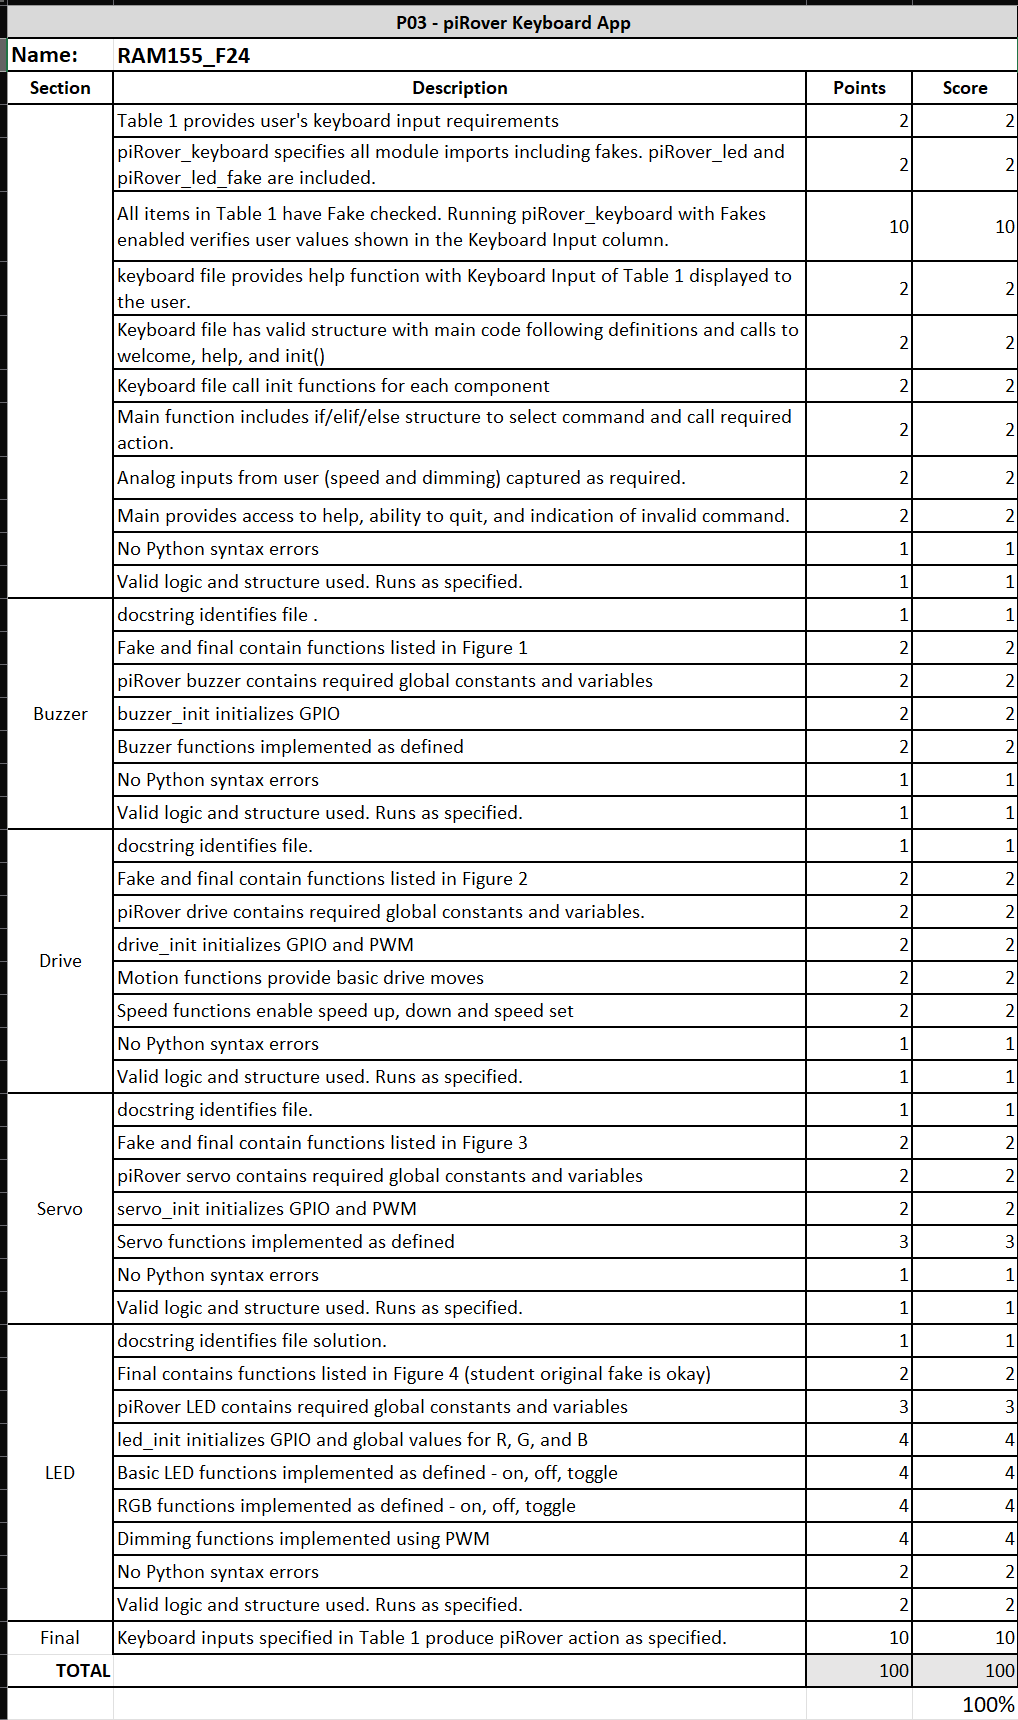 P03 - piRover Keyboard App
Name: RAM155_F24
Section Description Points Score
Table 1 provides user's keyboard input requirements 2 2
piRover_keyboard specifies all module imports including fakes. piRover_led and
piRover_led_fake are included. 2 2
All items in Table 1 have Fake checked. Running piRover_keyboard with Fakes
enabled verifies user values shown in the Keyboard Input column. 10 10
keyboard file provides help function with Keyboard Input of Table 1 displayed to
the user. 2 2
Keyboard file has valid structure with main code following definitions and calls to
welcome, help, and init() 2 2
Keyboard file call init functions for each component 2 2
Main function includes if/elif/else structure to select command and call required
action. 2 2
Analog inputs from user (speed and dimming) captured as required. 2 2
Main provides access to help, ability to quit, and indication of invalid command. 2 2
No Python syntax errors 1 1
Valid logic and structure used. Runs as specified. 1 1
Buzzer
docstring identifies file . 1 1
Fake and final contain functions listed in Figure 1 2 2
piRover buzzer contains required global constants and variables 2 2
buzzer_init initializes GPIO 2 2
Buzzer functions implemented as defined 2 2
No Python syntax errors 1 1
Valid logic and structure used. Runs as specified. 1 1
Drive
docstring identifies file. 1 1
Fake and final contain functions listed in Figure 2 2 2
piRover drive contains required global constants and variables. 2 2
drive_init initializes GPIO and PWM 2 2
Motion functions provide basic drive moves 2 2
Speed functions enable speed up, down and speed set 2 2
No Python syntax errors 1 1
Valid logic and structure used. Runs as specified. 1 1
Servo
docstring identifies file. 1 1
Fake and final contain functions listed in Figure 3 2 2
piRover servo contains required global constants and variables 2 2
servo_init initializes GPIO and PWM 2 2
Servo functions implemented as defined 3 3
No Python syntax errors 1 1
Valid logic and structure used. Runs as specified. 1 1
LED
docstring identifies file solution. 1 1
Final contains functions listed in Figure 4 (student original fake is okay) 2 2
piRover LED contains required global constants and variables 3 3
led_init initializes GPIO and global values for R, G, and B 4 4
Basic LED functions implemented as defined - on, off, toggle 4 4
RGB functions implemented as defined - on, off, toggle 4 4
Dimming functions implemented using PWM 4 4
No Python syntax errors 2 2
Valid logic and structure used. Runs as specified. 2 2
Final Keyboard inputs specified in Table 1 produce piRover action as specified. 10 10
TOTAL 100 100
100%